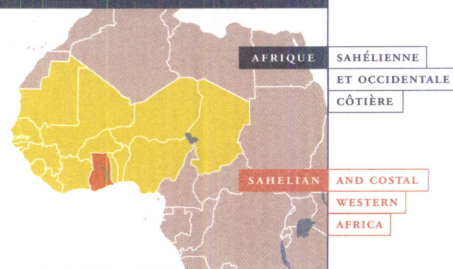 AFRIQUE SAHÉLIENNE
ET OCCIDENTALE
CÔTIÈRE
SAHELIAN AND COSTAL
WESTERN
AFRICA